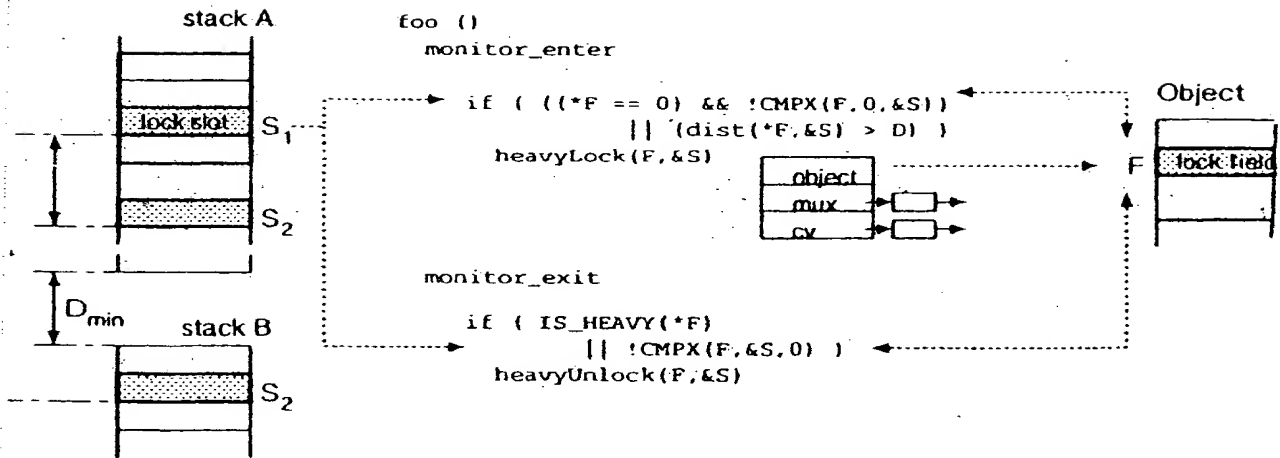 stack A
lock slot
S1
S2
Dmin
stack B
S2
foo ()
monitor_enter
if ( ((*F == 0) && !CMPX(F,0,&S))
|| (dist(*F,&S) > D) )
heavyLock(F,&S)
object
mux
cv
monitor_exit
if ( IS_HEAVY(*F)
|| !CMPX(F,&S,0) )
heavyUnlock(F,&S)
Object
F
lock field